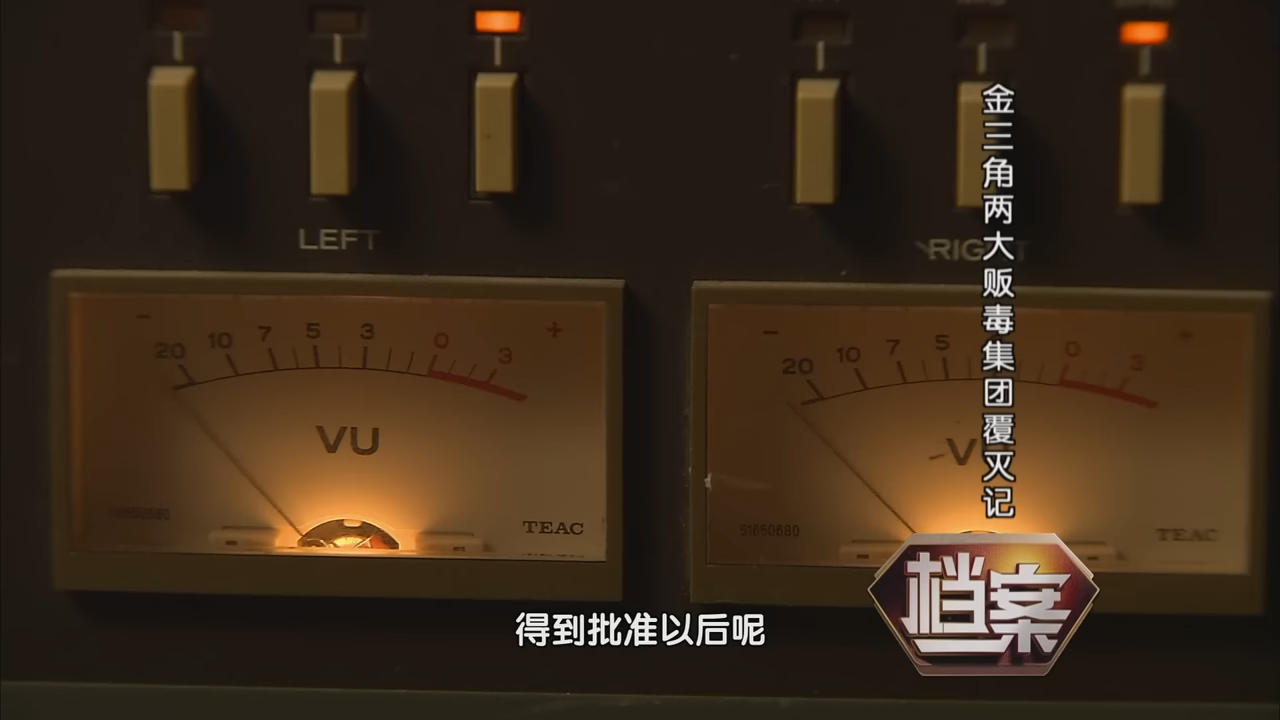 LEFT
RIGHT
- 20 10 7 5 3 0 3 +
VU
51650680
TEAC
- 20 10 7 5 0 3
51650680
TEAC
金三角两大贩毒集团覆灭记
得到批准以后呢
档案